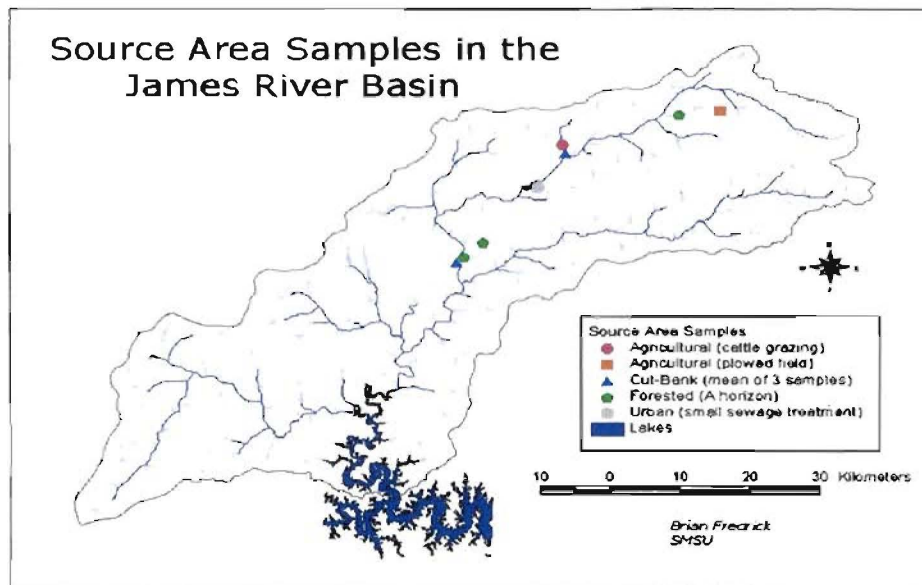 Source Area Samples in the
James River Basin
Source Area Samples
Agricultural (cattle grazing)
Agricultural (plowed field)
Cut-Bank (mean of 3 samples)
Forested (A horizon)
Urban (small sewage treatment)
Lakes
10 0 10 20 30 Kilometers
Brian Fredrick
SMSU